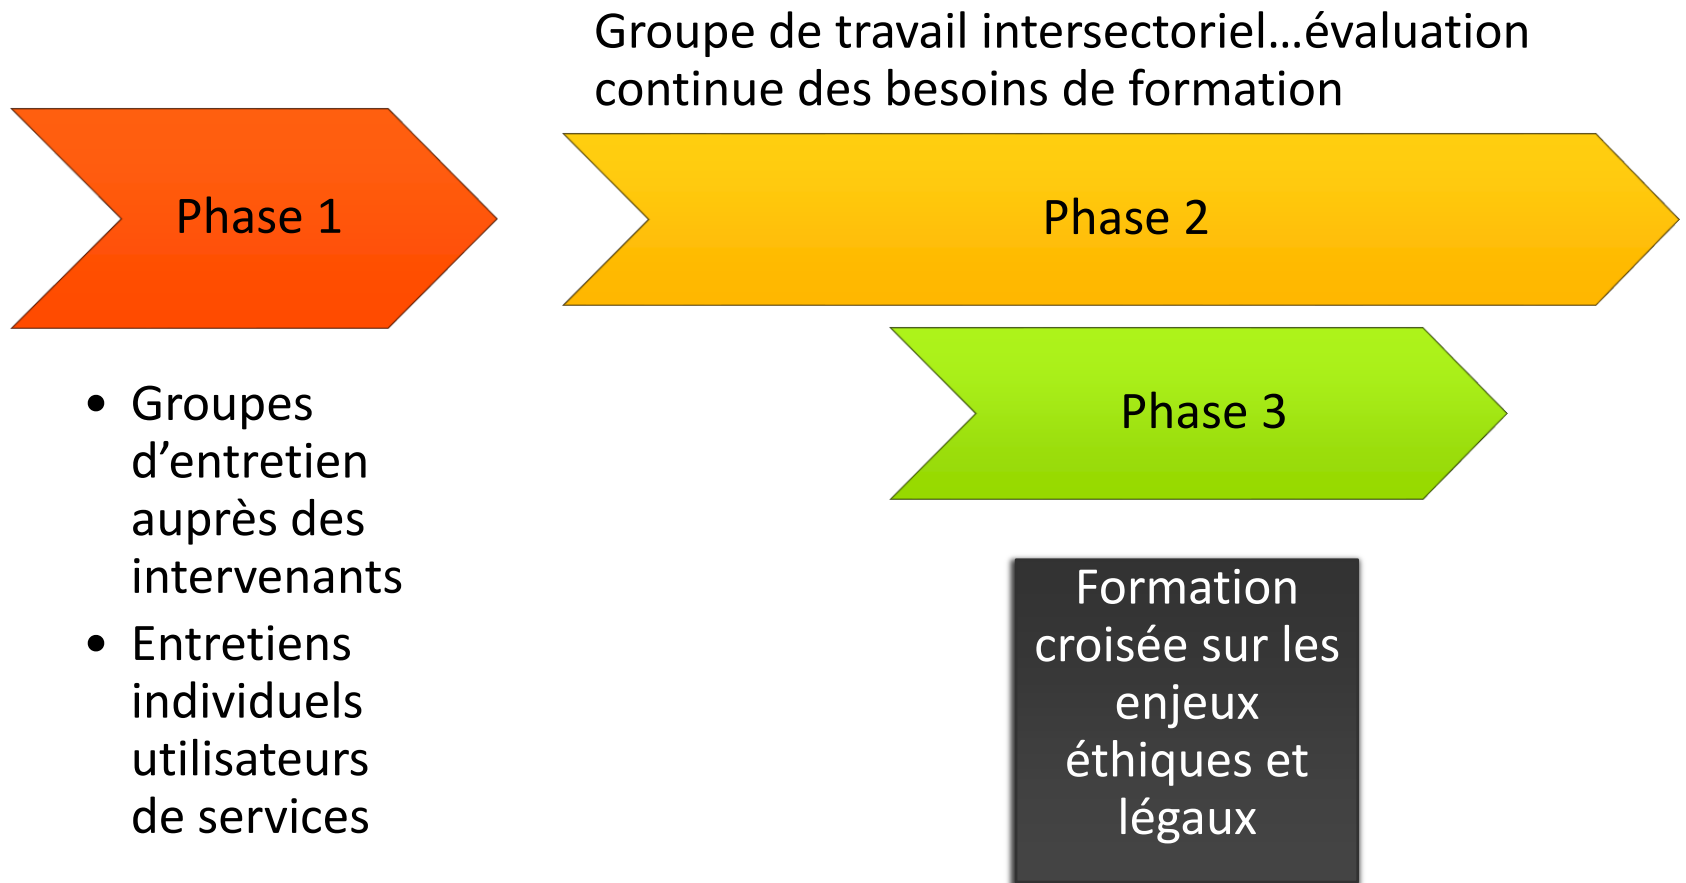 Groupe de travail intersectoriel...évaluation
continue des besoins de formation
Phase 1
Phase 2
Phase 3
• Groupes
d’entretien
auprès des
intervenants
• Entretiens
individuels
utilisateurs
de services
Formation
croisée sur les
enjeux
éthiques et
légaux